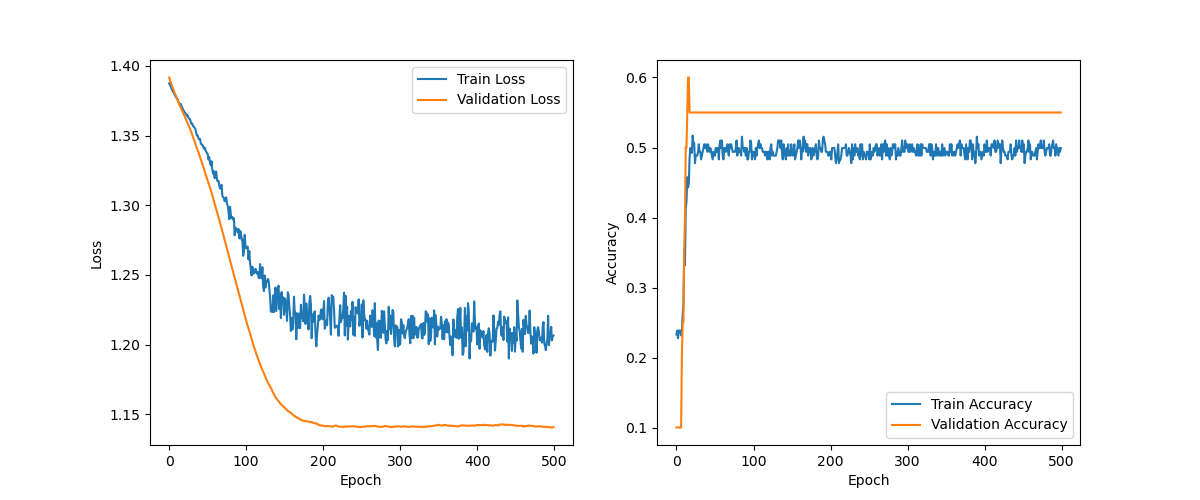 1.40
1.35
1.30
1.25
1.20
1.15
Loss
0 100 200 300 400 500
Epoch
Train Loss
Validation Loss
0.6
0.5
0.4
0.3
0.2
0.1
Accuracy
0 100 200 300 400 500
Epoch
Train Accuracy
Validation Accuracy